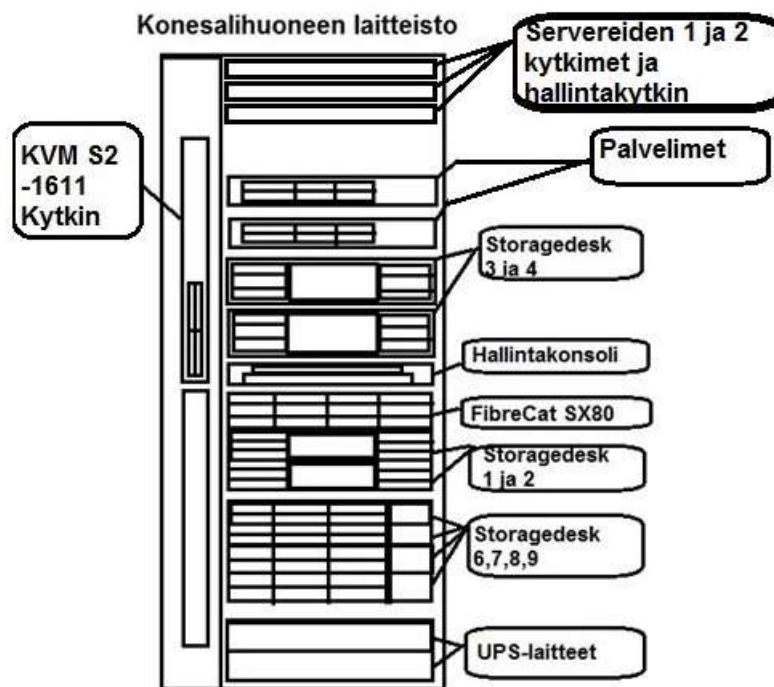 Konesalihuoneen laitteisto
Servereiden 1 ja 2
kytkimet ja
hallintakytkin
KVM S2
-1611
Kytkin
Palvelimet
Storagedesk
3 ja 4
Hallintakonsoli
FibreCat SX80
Storagedesk
1 ja 2
Storagedesk
6,7,8,9
UPS-laitteet